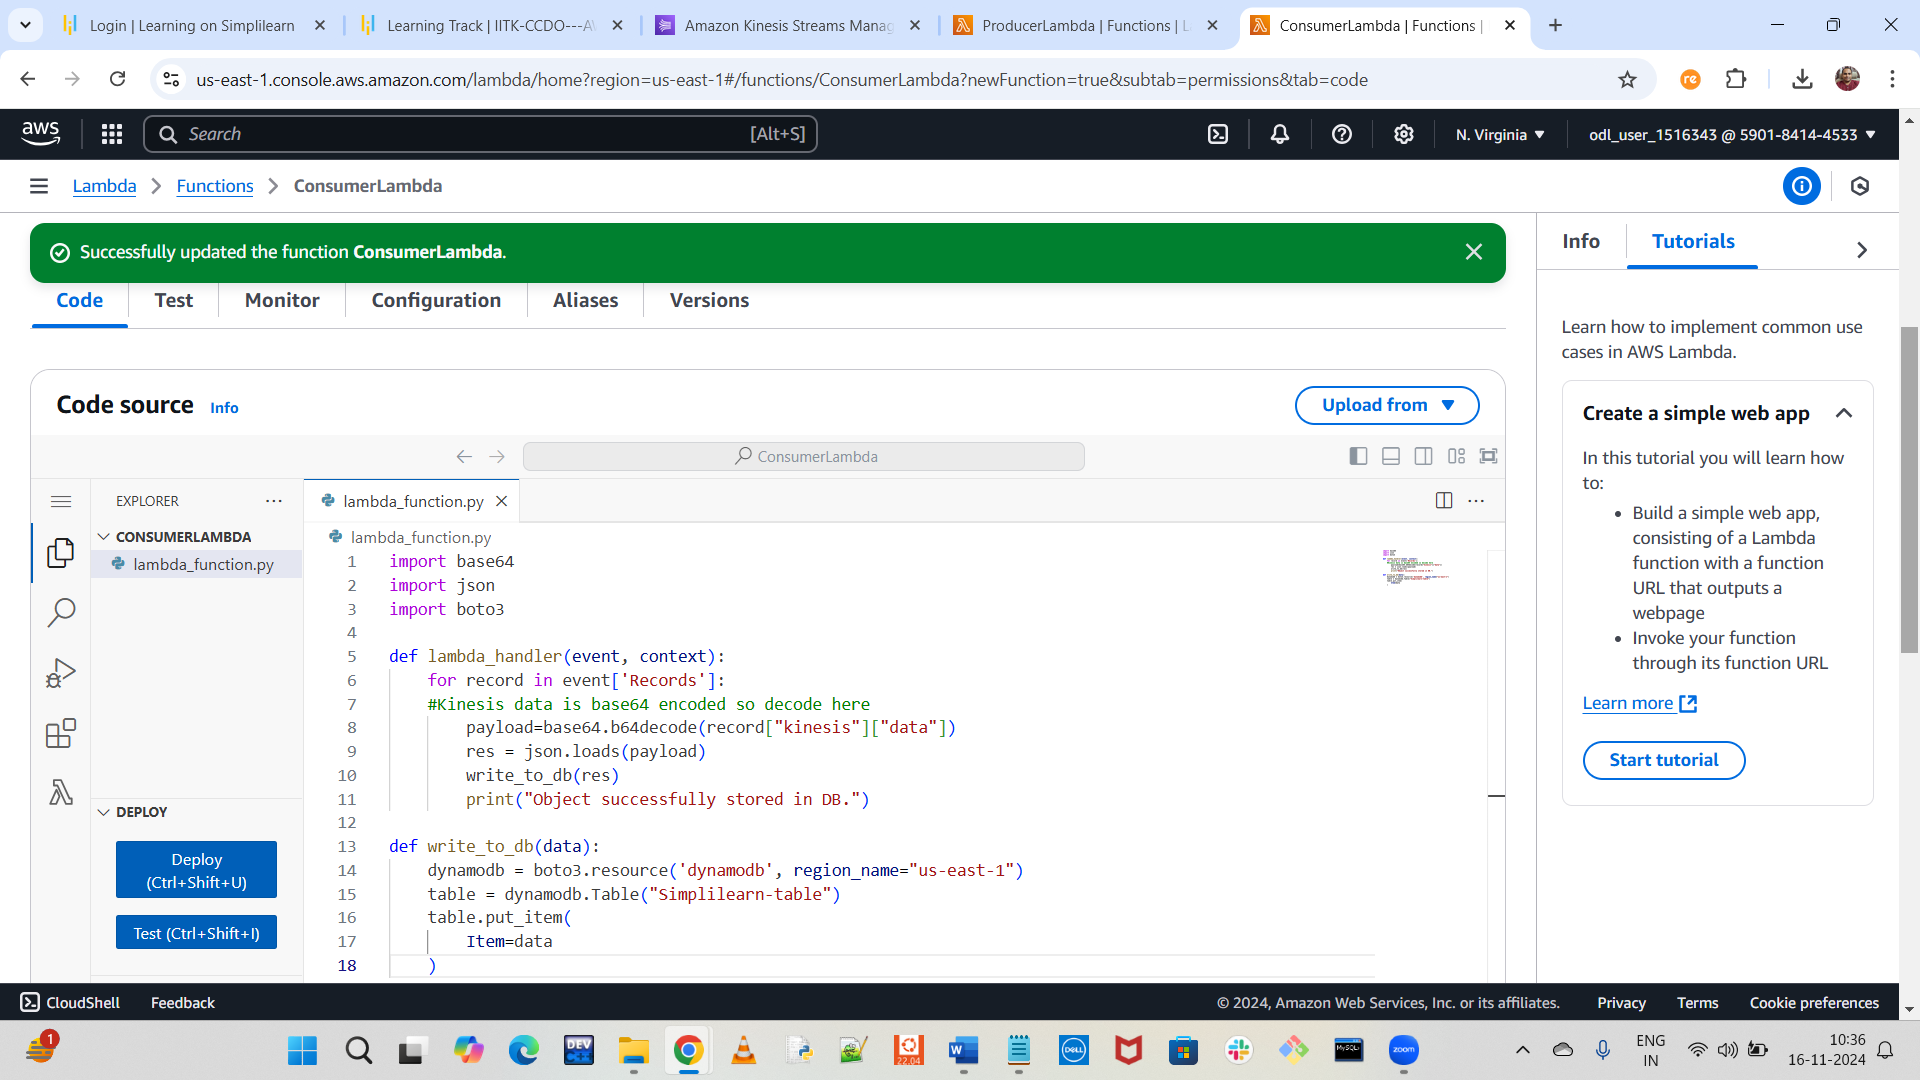 Login | Learning on Simplilearn
Learning Track | IITK-CCDO---A
Amazon Kinesis Streams Manag
ProducerLambda | Functions | L
ConsumerLambda | Functions |
us-east-1.console.aws.amazon.com/lambda/home?region=us-east-1#/functions/ConsumerLambda?newFunction=true&subtab=permissions&tab=code
re
aws
Search
[Alt+S]
N. Virginia
odl_user_1516343 @ 5901-8414-4533
Lambda
Functions
ConsumerLambda
Successfully updated the function ConsumerLambda.
Info
Tutorials
Code
Test
Monitor
Configuration
Aliases
Versions
Learn how to implement common use
cases in AWS Lambda.
Code source
Info
Upload from
Create a simple web app
In this tutorial you will learn how
to:
• Build a simple web app,
consisting of a Lambda
function with a function
URL that outputs a
webpage
• Invoke your function
through its function URL
Learn more
Start tutorial
ConsumerLambda
EXPLORER
lambda_function.py
CONSUMERLAMBDA
lambda_function.py
lambda_function.py
1 import base64
2 import json
3 import boto3
4
5 def lambda_handler(event, context):
6     for record in event['Records']:
7     #Kinesis data is base64 encoded so decode here
8         payload=base64.b64decode(record["kinesis"]["data"])
9         res = json.loads(payload)
10         write_to_db(res)
11         print("Object successfully stored in DB.")
12
13 def write_to_db(data):
14     dynamodb = boto3.resource('dynamodb', region_name="us-east-1")
15     table = dynamodb.Table("Simplilearn-table")
16     table.put_item(
17         Item=data
18     )
DEPLOY
Deploy
(Ctrl+Shift+U)
Test (Ctrl+Shift+I)
CloudShell
Feedback
© 2024, Amazon Web Services, Inc. or its affiliates.
Privacy
Terms
Cookie preferences
1
DEV
C++
22.04
W
DELL
MySQL
zoom
ENG
IN
10:36
16-11-2024